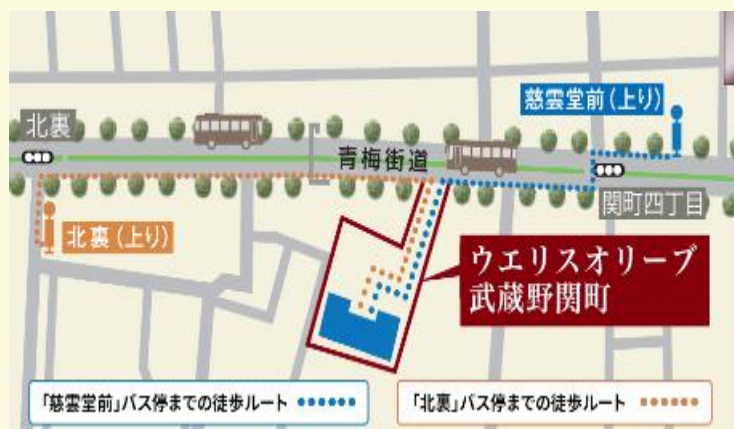 慈雲堂前(上り)
北裏
青梅街道
関町四丁目
北裏(上り)
ウエリスオリーブ
武蔵野関町
「慈雲堂前」バス停までの徒歩ルート
「北裏」バス停までの徒歩ルート